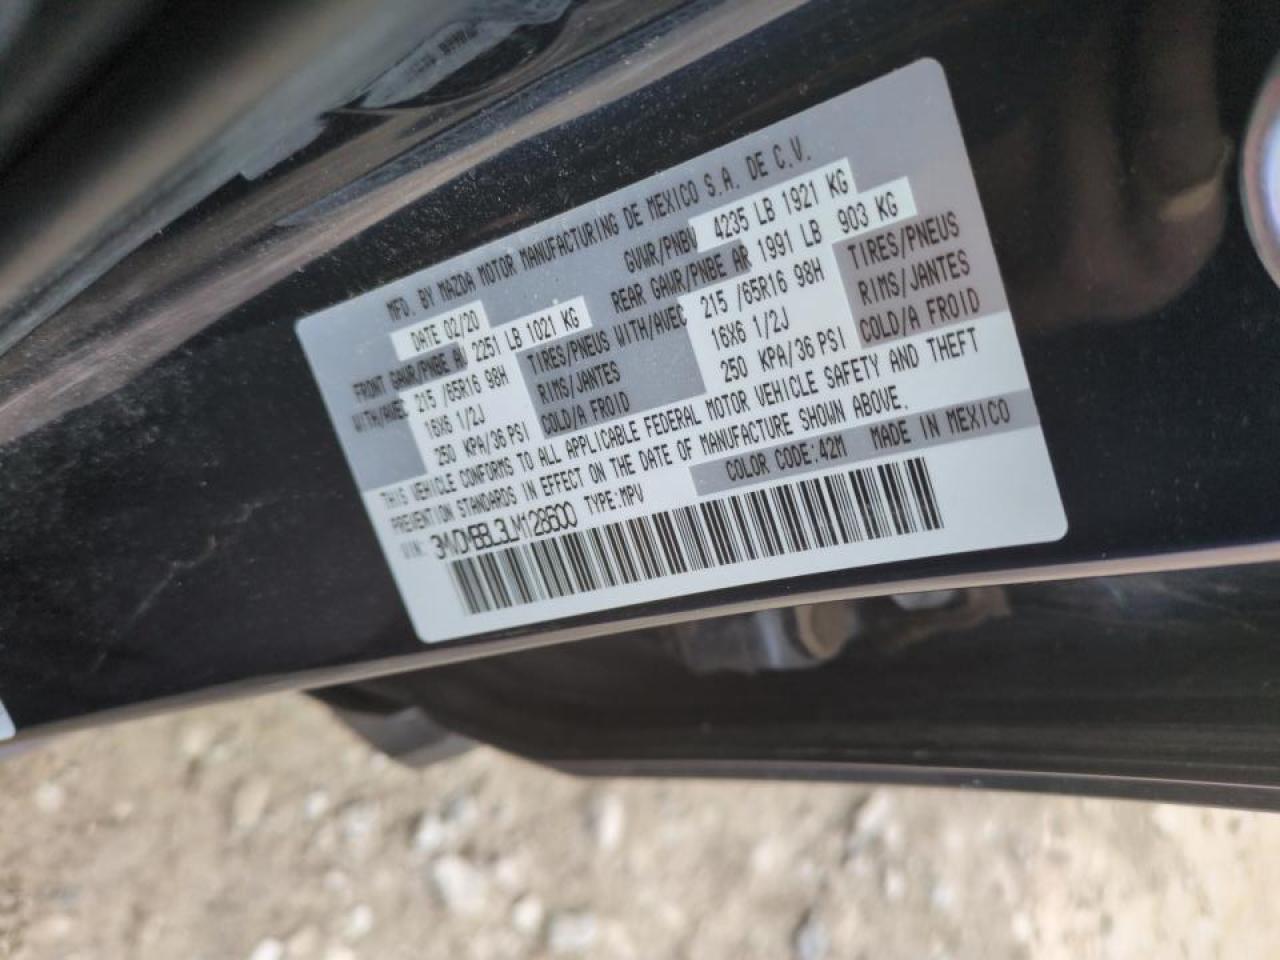 MFD. BY MAZDA MOTOR MANUFACTURING DE MEXICO S.A. DE C.V.
DATE 02/20 GVWR/PNBV 4235 LB 1921 KG
FRONT GAWR/PNBE AV 2251 LB 1021 KG REAR GAWR/PNBE AR 1991 LB 903 KG
WITH/AVEC 215 /65R16 98H TIRES/PNEUS WITH/AVEC 215 /65R16 98H TIRES/PNEUS
16X6 1/2J RIMS/JANTES 16X6 1/2J RIMS/JANTES
250 KPA/36 PSI COLD/A FROID 250 KPA/36 PSI COLD/A FROID
THIS VEHICLE CONFORMS TO ALL APPLICABLE FEDERAL MOTOR VEHICLE SAFETY AND THEFT
PREVENTION STANDARDS IN EFFECT ON THE DATE OF MANUFACTURE SHOWN ABOVE.
VIN: TYPE:MPV COLOR CODE:42M MADE IN MEXICO